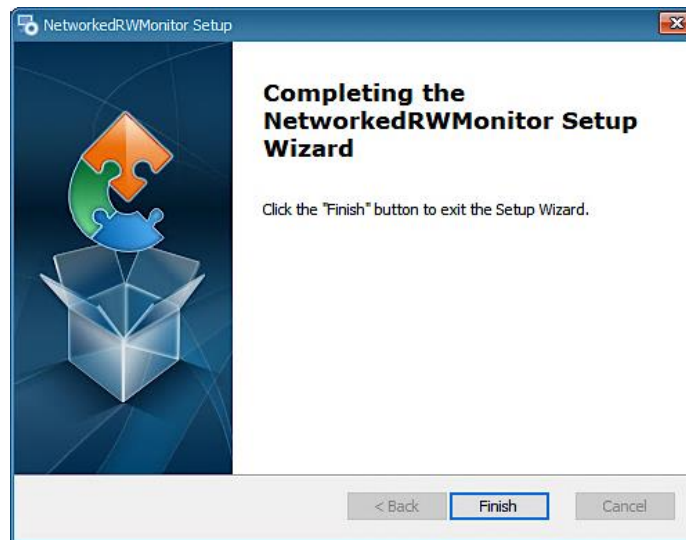 NetworkedRWMonitor Setup
Completing the
NetworkedRWMonitor Setup
Wizard
Click the "Finish" button to exit the Setup Wizard.
< Back
Finish
Cancel